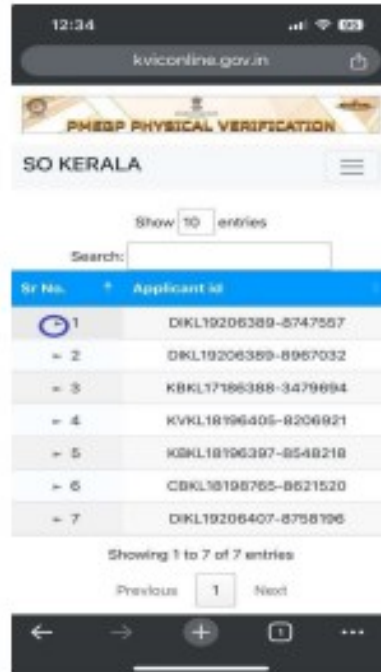 12:34
kviconline.gov.in
PMEGP PHYSICAL VERIFICATION
SO KERALA
Show 10 entries
Search:
Sr No. Applicant id
1 DIKL19206389-8747557
2 DIKL19206389-8967032
3 KBKL17186388-3479694
4 KVKL18196405-8206921
5 KBKL18196397-8548218
6 CBKL18198765-8621520
7 DIKL19206407-8758196
Showing 1 to 7 of 7 entries
Previous 1 Next
1